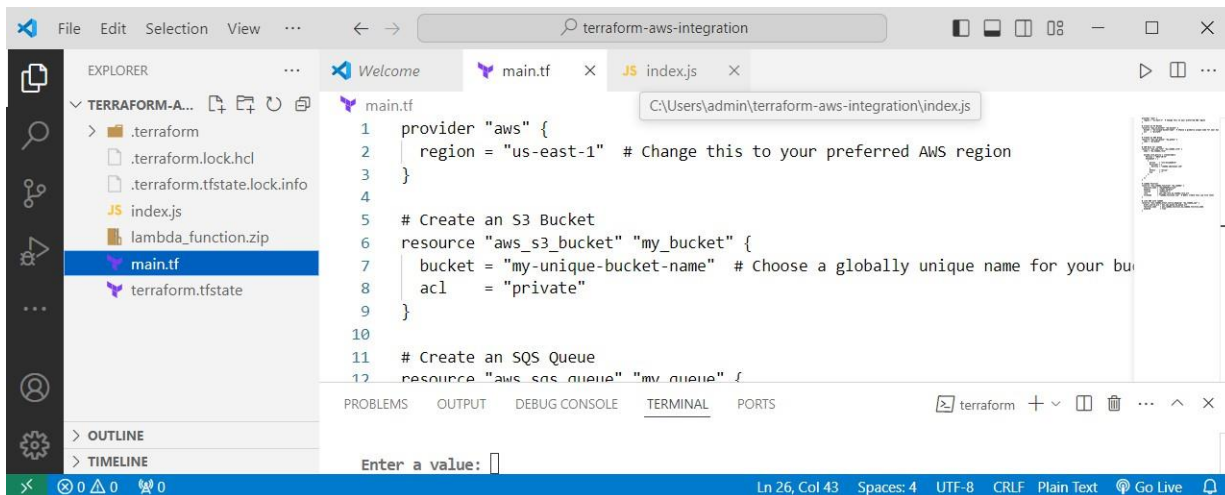 File Edit Selection View ...
terraform-aws-integration
EXPLORER ...
Welcome
main.tf
JS index.js
TERRAFORM-A...
.terraform
.terraform.lock.hcl
.terraform.tfstate.lock.info
JS index.js
lambda_function.zip
main.tf
terraform.tfstate
OUTLINE
TIMELINE
main.tf
C:\Users\admin\terraform-aws-integration\index.js
1 provider "aws" {
2 region = "us-east-1" # Change this to your preferred AWS region
3 }
4
5 # Create an S3 Bucket
6 resource "aws_s3_bucket" "my_bucket" {
7 bucket = "my-unique-bucket-name" # Choose a globally unique name for your bu
8 acl = "private"
9 }
10
11 # Create an SQS Queue
12 resource "aws_sqs_queue" "my_queue" {
PROBLEMS OUTPUT DEBUG CONSOLE TERMINAL PORTS
terraform
Enter a value:
0 0 0
Ln 26, Col 43 Spaces: 4 UTF-8 CRLF Plain Text Go Live